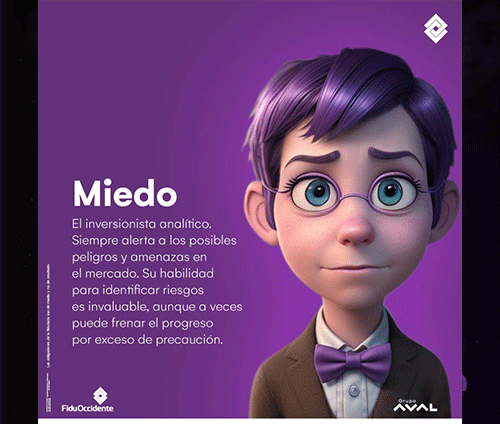 Miedo
El inversionista analítico.
Siempre alerta a los posibles
peligros y amenazas en
el mercado. Su habilidad
para identificar riesgos
es invaluable, aunque a veces
puede frenar el progreso
por exceso de precaución.
FiduOccidente
Grupo
AVAL